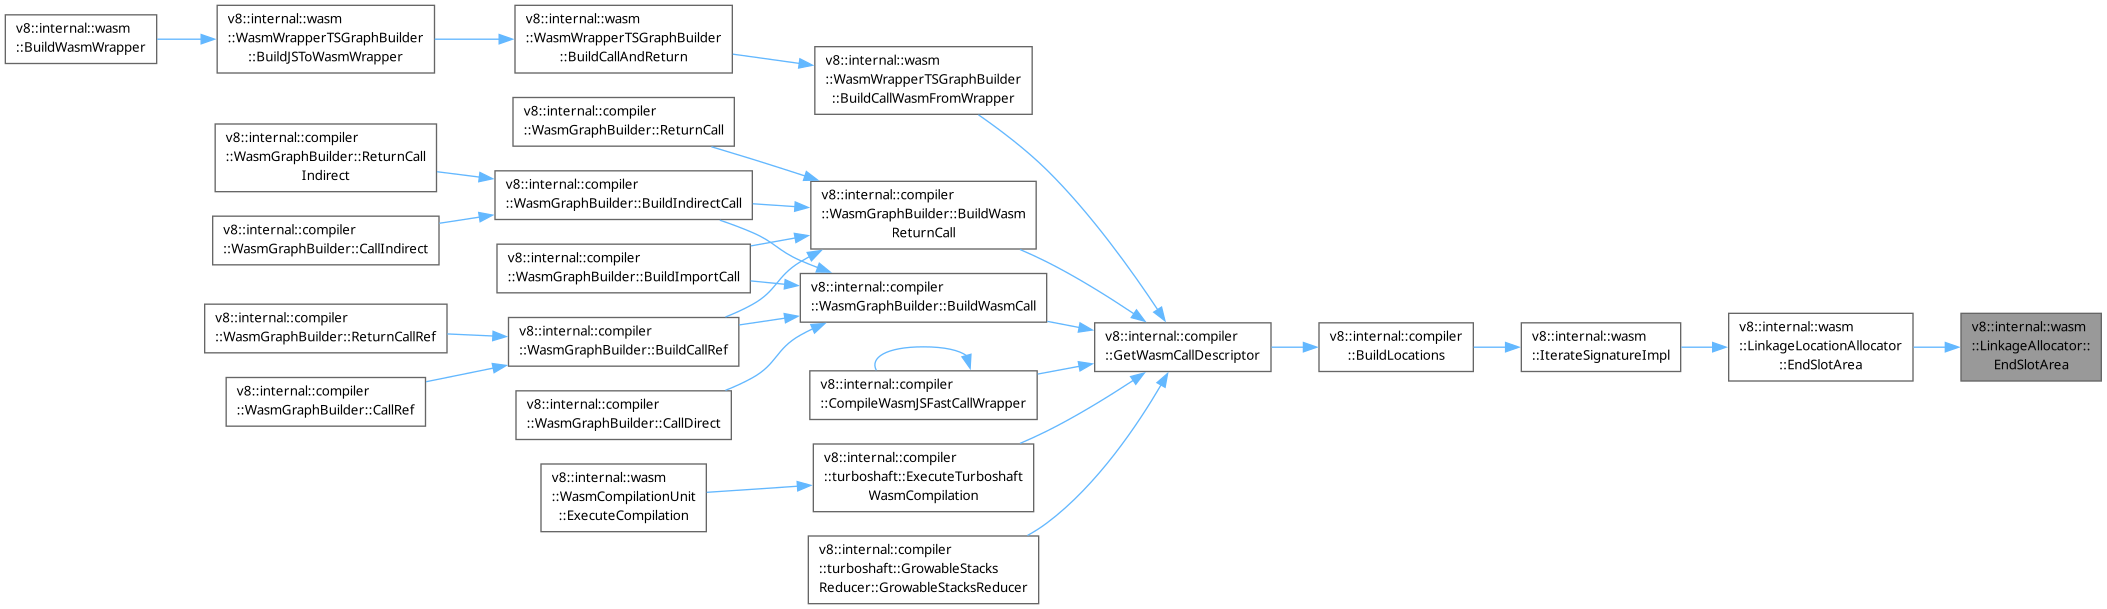 v8::internal::wasm
::BuildWasmWrapper
v8::internal::wasm
::WasmWrapperTSGraphBuilder
::BuildJSToWasmWrapper
v8::internal::wasm
::WasmWrapperTSGraphBuilder
::BuildCallAndReturn
v8::internal::wasm
::WasmWrapperTSGraphBuilder
::BuildCallWasmFromWrapper
v8::internal::compiler
::WasmGraphBuilder::ReturnCall
v8::internal::compiler
::WasmGraphBuilder::ReturnCall
Indirect
v8::internal::compiler
::WasmGraphBuilder::BuildIndirectCall
v8::internal::compiler
::WasmGraphBuilder::BuildWasm
ReturnCall
v8::internal::compiler
::WasmGraphBuilder::CallIndirect
v8::internal::compiler
::WasmGraphBuilder::BuildImportCall
v8::internal::compiler
::WasmGraphBuilder::BuildWasmCall
v8::internal::compiler
::WasmGraphBuilder::ReturnCallRef
v8::internal::compiler
::WasmGraphBuilder::BuildCallRef
v8::internal::compiler
::GetWasmCallDescriptor
v8::internal::compiler
::BuildLocations
v8::internal::wasm
::IterateSignatureImpl
v8::internal::wasm
::LinkageLocationAllocator
::EndSlotArea
v8::internal::wasm
::LinkageAllocator::
EndSlotArea
v8::internal::compiler
::WasmGraphBuilder::CallRef
v8::internal::compiler
::WasmGraphBuilder::CallDirect
v8::internal::compiler
::CompileWasmJSFastCallWrapper
v8::internal::wasm
::WasmCompilationUnit
::ExecuteCompilation
v8::internal::compiler
::turboshaft::ExecuteTurboshaft
WasmCompilation
v8::internal::compiler
::turboshaft::GrowableStacks
Reducer::GrowableStacksReducer